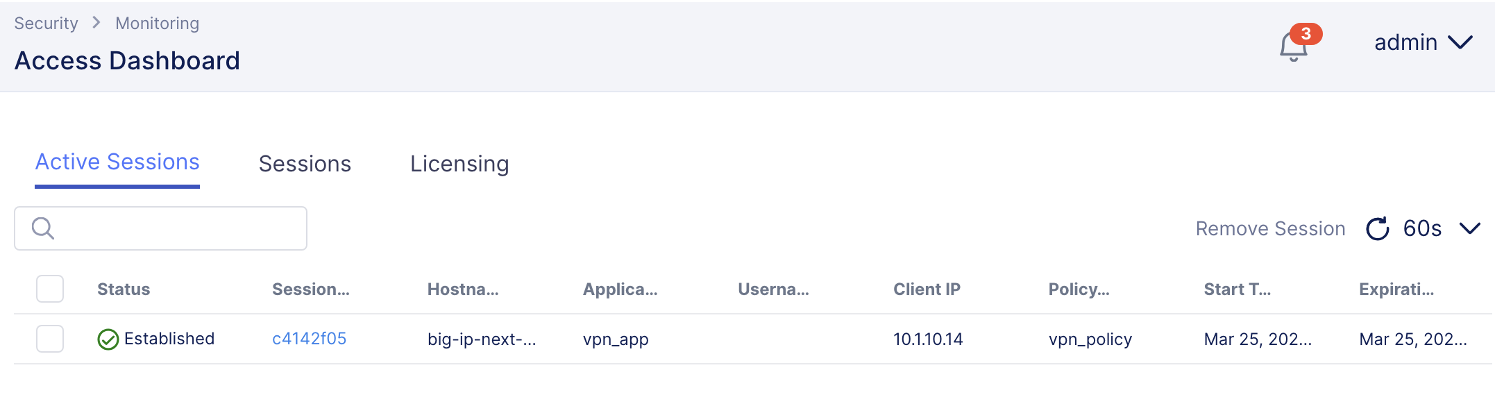 Security > Monitoring
Access Dashboard
3
admin
Active Sessions Sessions Licensing
Remove Session 60s
Status Session... Hostna... Applica... Userna... Client IP Policy... Start T... Expirati...
Established c4142f05 big-ip-next-... vpn_app 10.1.10.14 vpn_policy Mar 25, 202... Mar 25, 202...